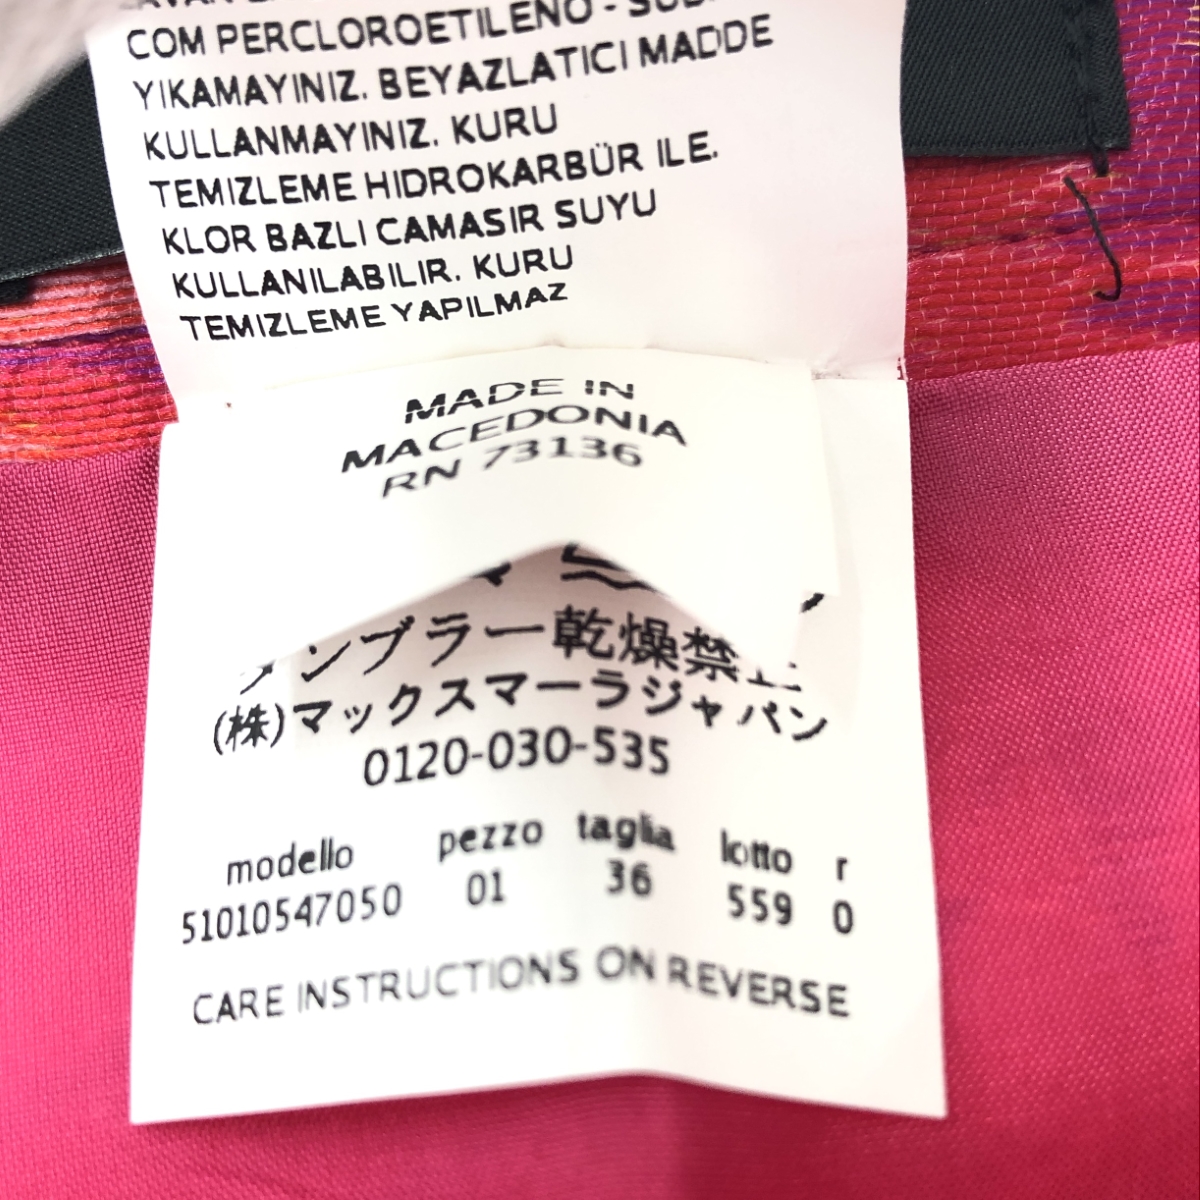 COM PERCLOROETILENO -
YIKAMAYINIZ. BEYAZLATICI MADDE
KULLANMAYINIZ. KURU
TEMIZLEME HIDROKARBÜR ILE.
KLOR BAZLI CAMASIR SUYU
KULLANILABILIR. KURU
TEMIZLEME YAPILMAZ
MADE IN
MACEDONIA
RN 73136
タンブラー乾燥禁止
(株)マックスマーラジャパン
0120-030-535
modello pezzo taglia lotto r
51010547050 01 36 559 0
CARE INSTRUCTIONS ON REVERSE